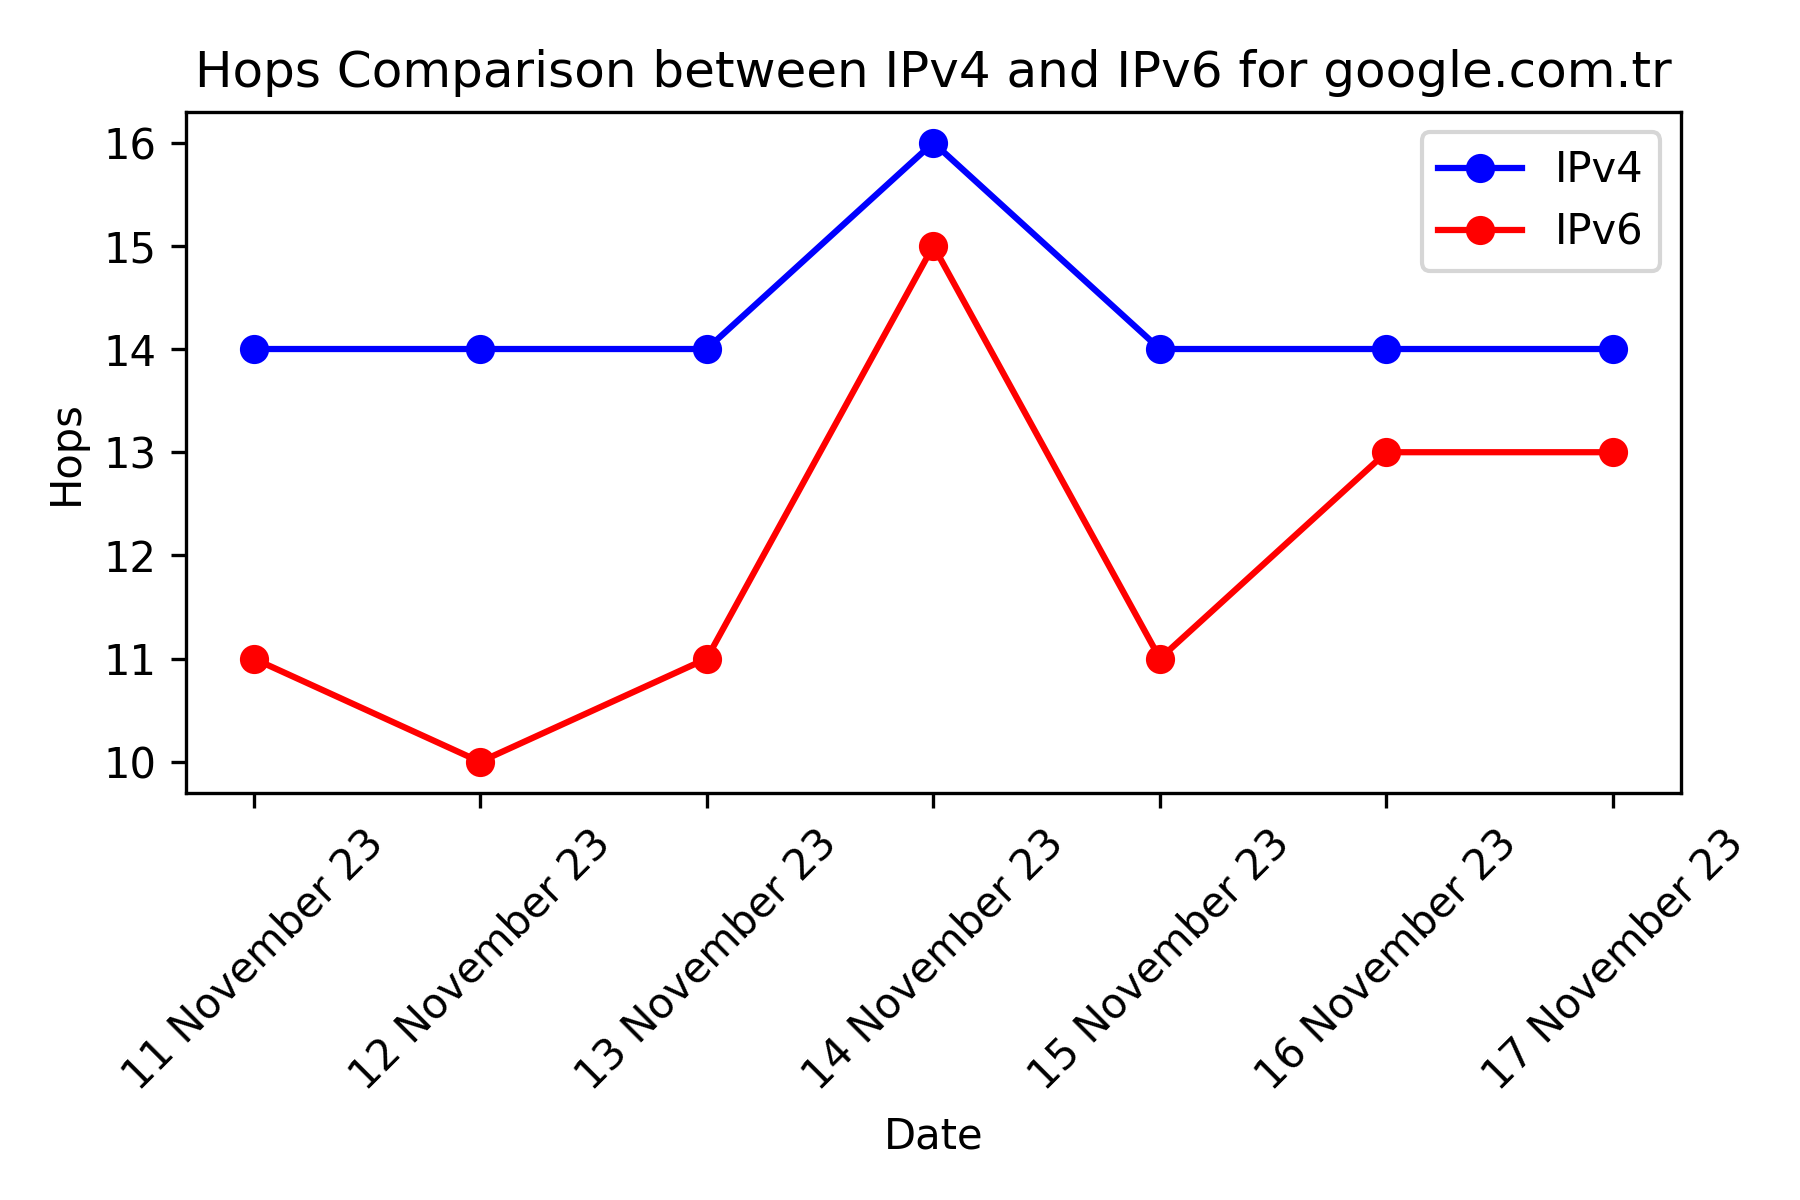 Hops Comparison between IPv4 and IPv6 for google.com.tr
IPv4
IPv6
16
15
14
13
12
11
10
Hops
11 November 23
12 November 23
13 November 23
14 November 23
15 November 23
16 November 23
17 November 23
Date